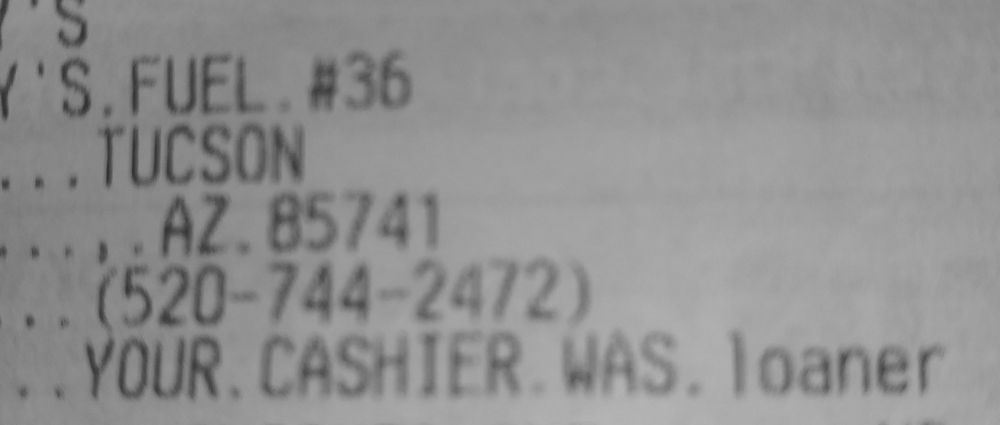 Y'S
Y'S.FUEL.#36
...TUCSON
...,.AZ.85741
...(520-744-2472)
..YOUR.CASHIER.WAS.loaner